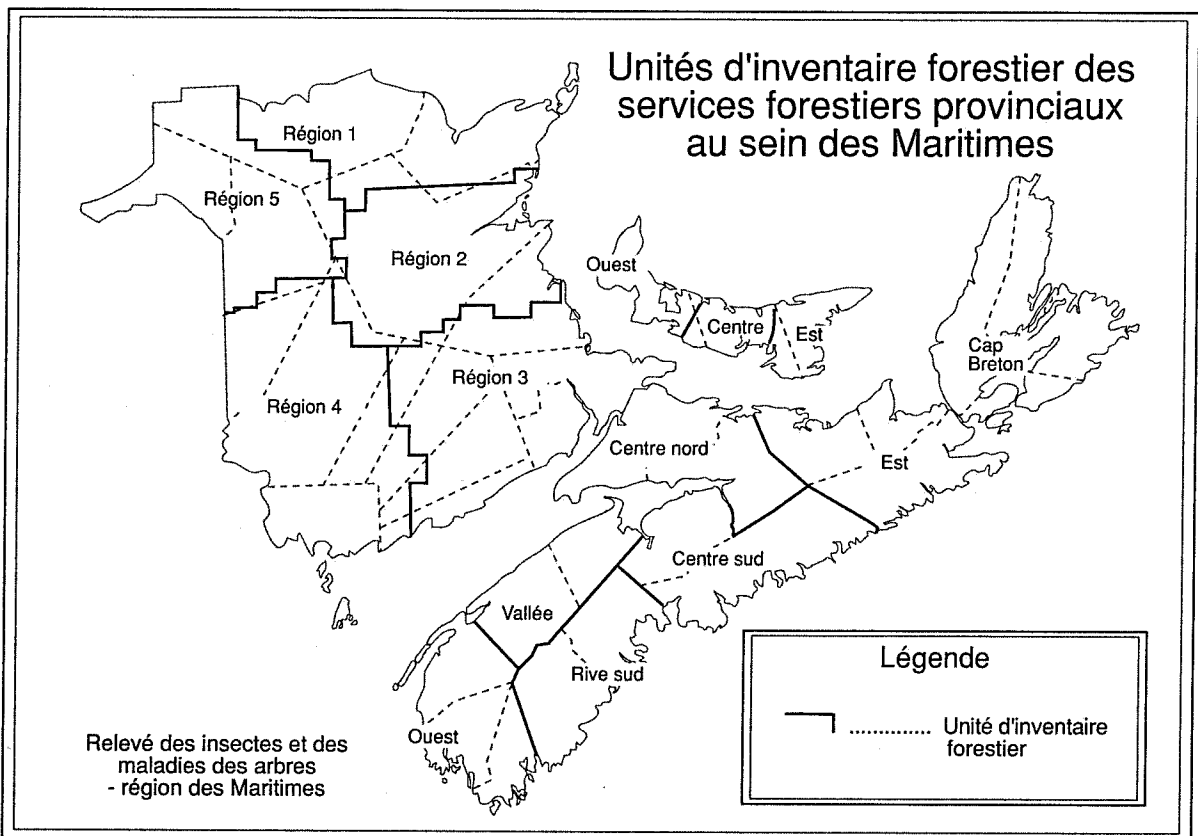 Unités d'inventaire forestier des
services forestiers provinciaux
au sein des Maritimes
Région 1
Région 5
Région 2
Ouest
Centre
Est
Cap
Breton
Région 3
Région 4
Centre nord
Est
Centre sud
Vallée
Rive sud
Ouest
Relevé des insectes et des
maladies des arbres
- région des Maritimes
Légende
Unité d'inventaire
forestier